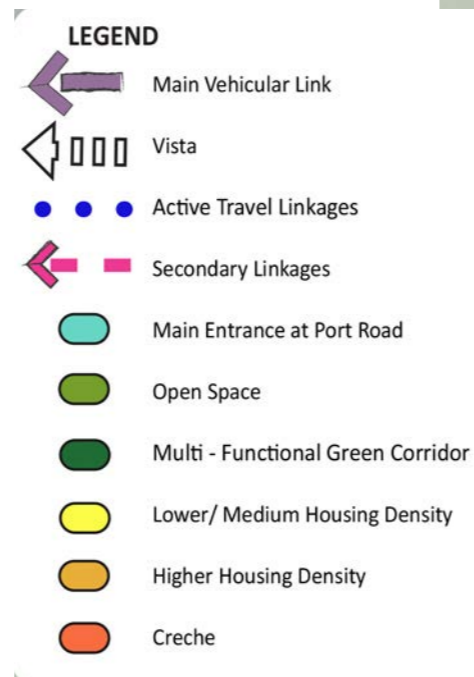 LEGEND
Main Vehicular Link
Vista
Active Travel Linkages
Secondary Linkages
Main Entrance at Port Road
Open Space
Multi - Functional Green Corridor
Lower/ Medium Housing Density
Higher Housing Density
Creche